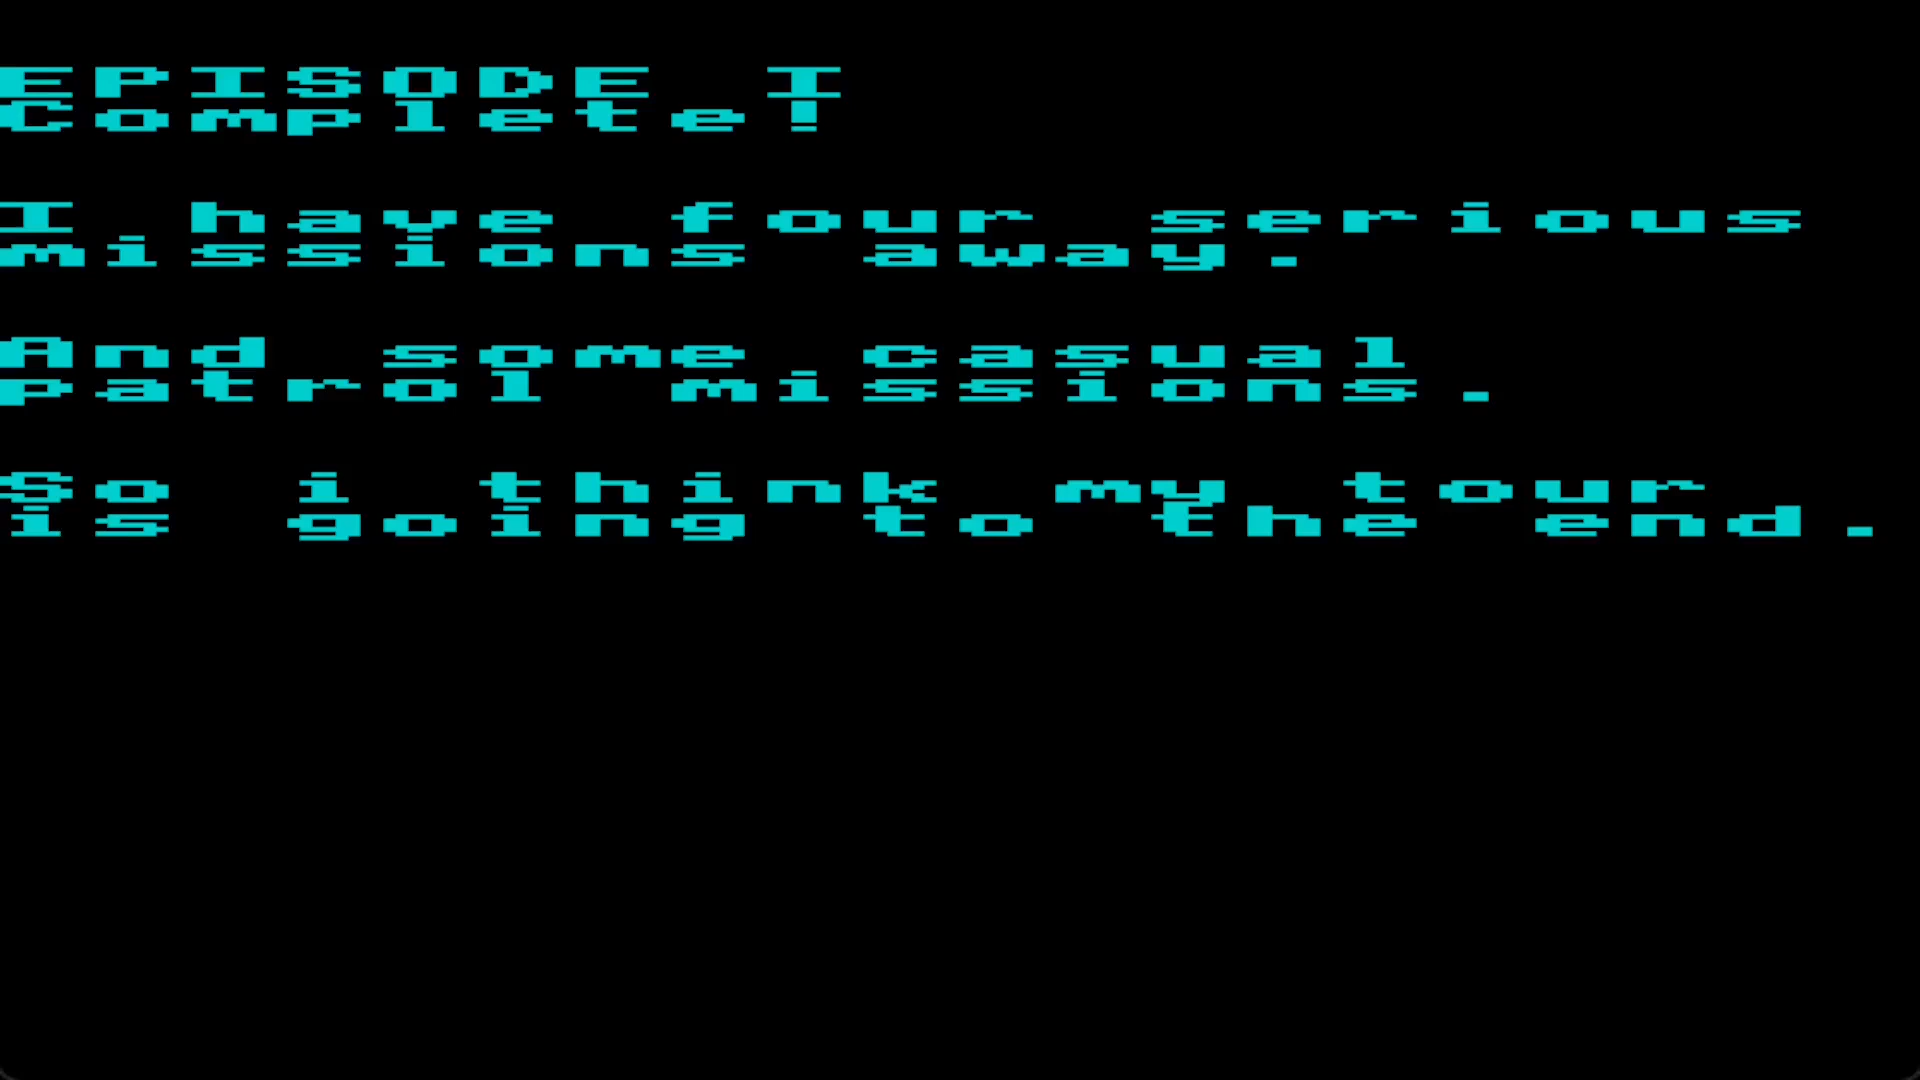 EPISODE I
Complete!
I have four serious
missions away.
And some casual
patrol missions.
So i think my tour
is going to the end.